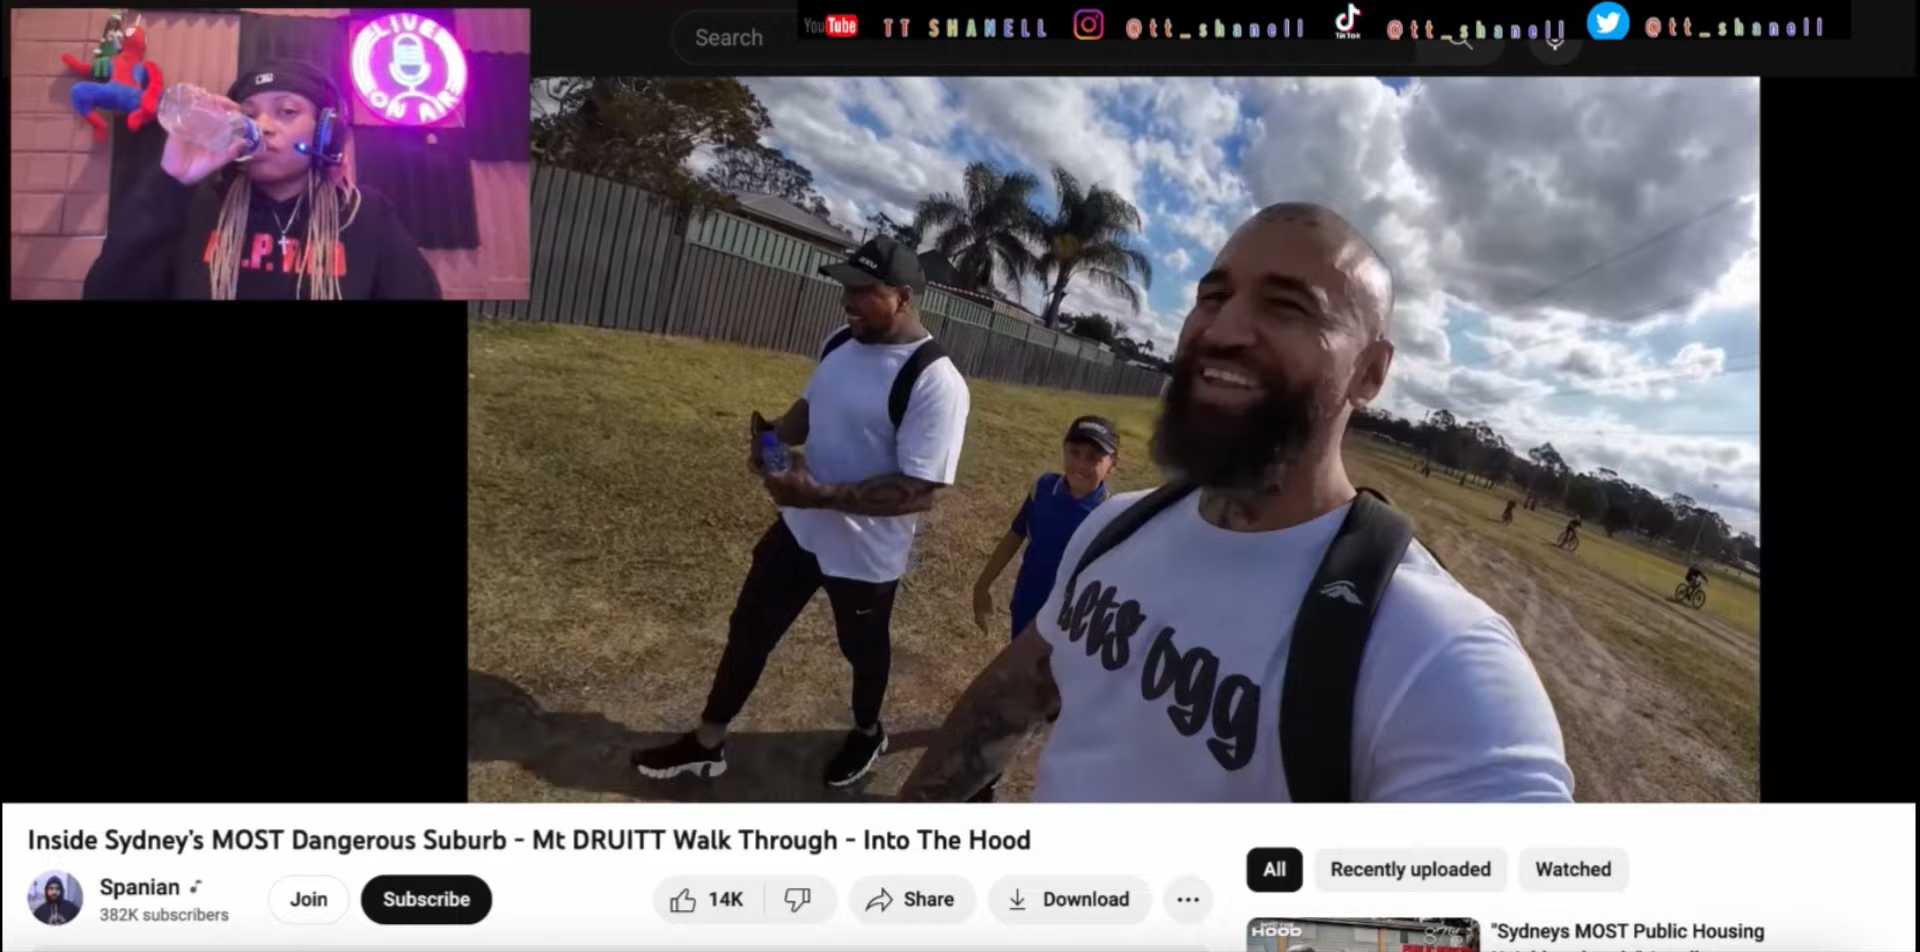 LIVE
ON AIR
Search
YouTube TT SHANELL @tt_shanell TikTok @tt_shanell @tt_shanell
Lets ogg
Inside Sydney's MOST Dangerous Suburb - Mt DRUITT Walk Through - Into The Hood
Spanian
382K subscribers
Join
Subscribe
14K
Share
Download
All
Recently uploaded
Watched
HOOD
"Sydneys MOST Public Housing